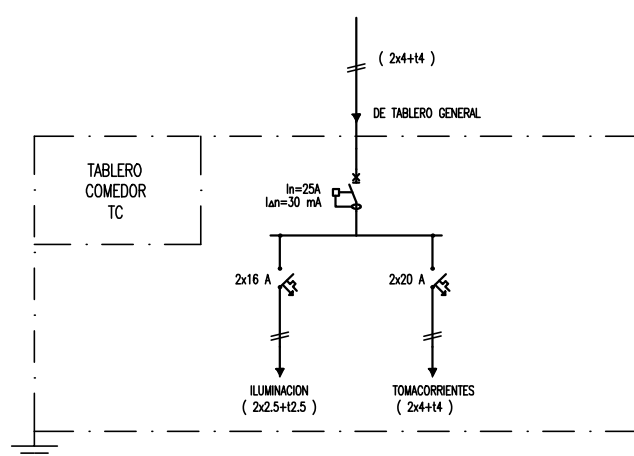 ( 2x4+t4 )
DE TABLERO GENERAL
TABLERO
COMEDOR
TC
In=25A
IΔn=30 mA
2x16 A
2x20 A
ILUMINACION
( 2x2.5+t2.5 )
TOMACORRIENTES
( 2x4+t4 )